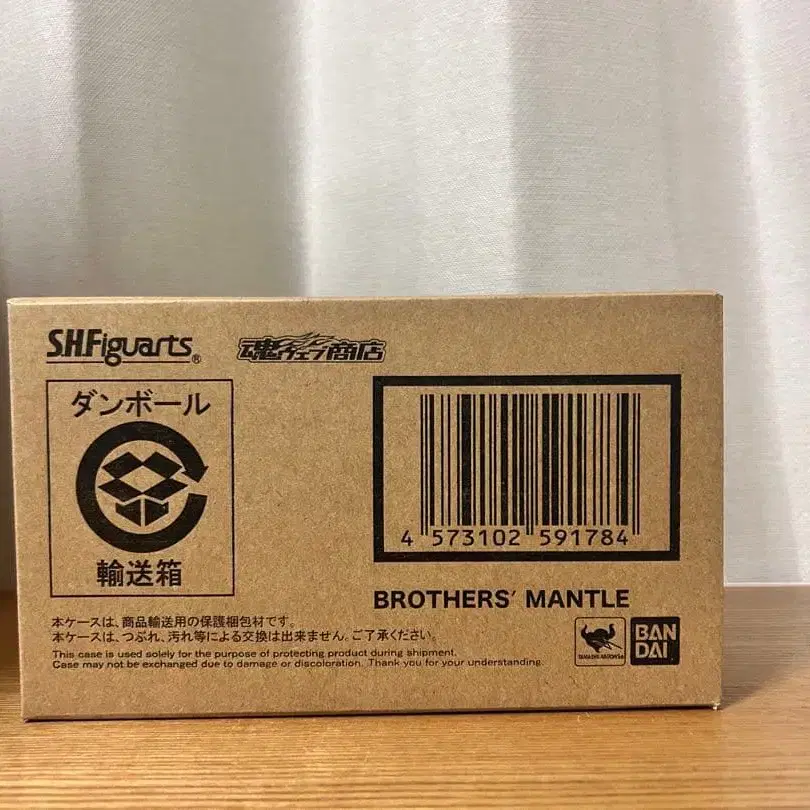 S.H.Figuarts®
魂ウェブ商店
ダンボール
輸送箱
4 573102 591784
BROTHERS' MANTLE
本ケースは、商品輸送用の保護梱包材です。
本ケースは、つぶれ、汚れ等による交換は出来ません。ご了承ください。
This case is used solely for the purpose of protecting product during shipment.
Case may not be exchanged due to damage or discoloration. Thank you for your understanding.
TAMASHII NATIONS
BAN
DAI